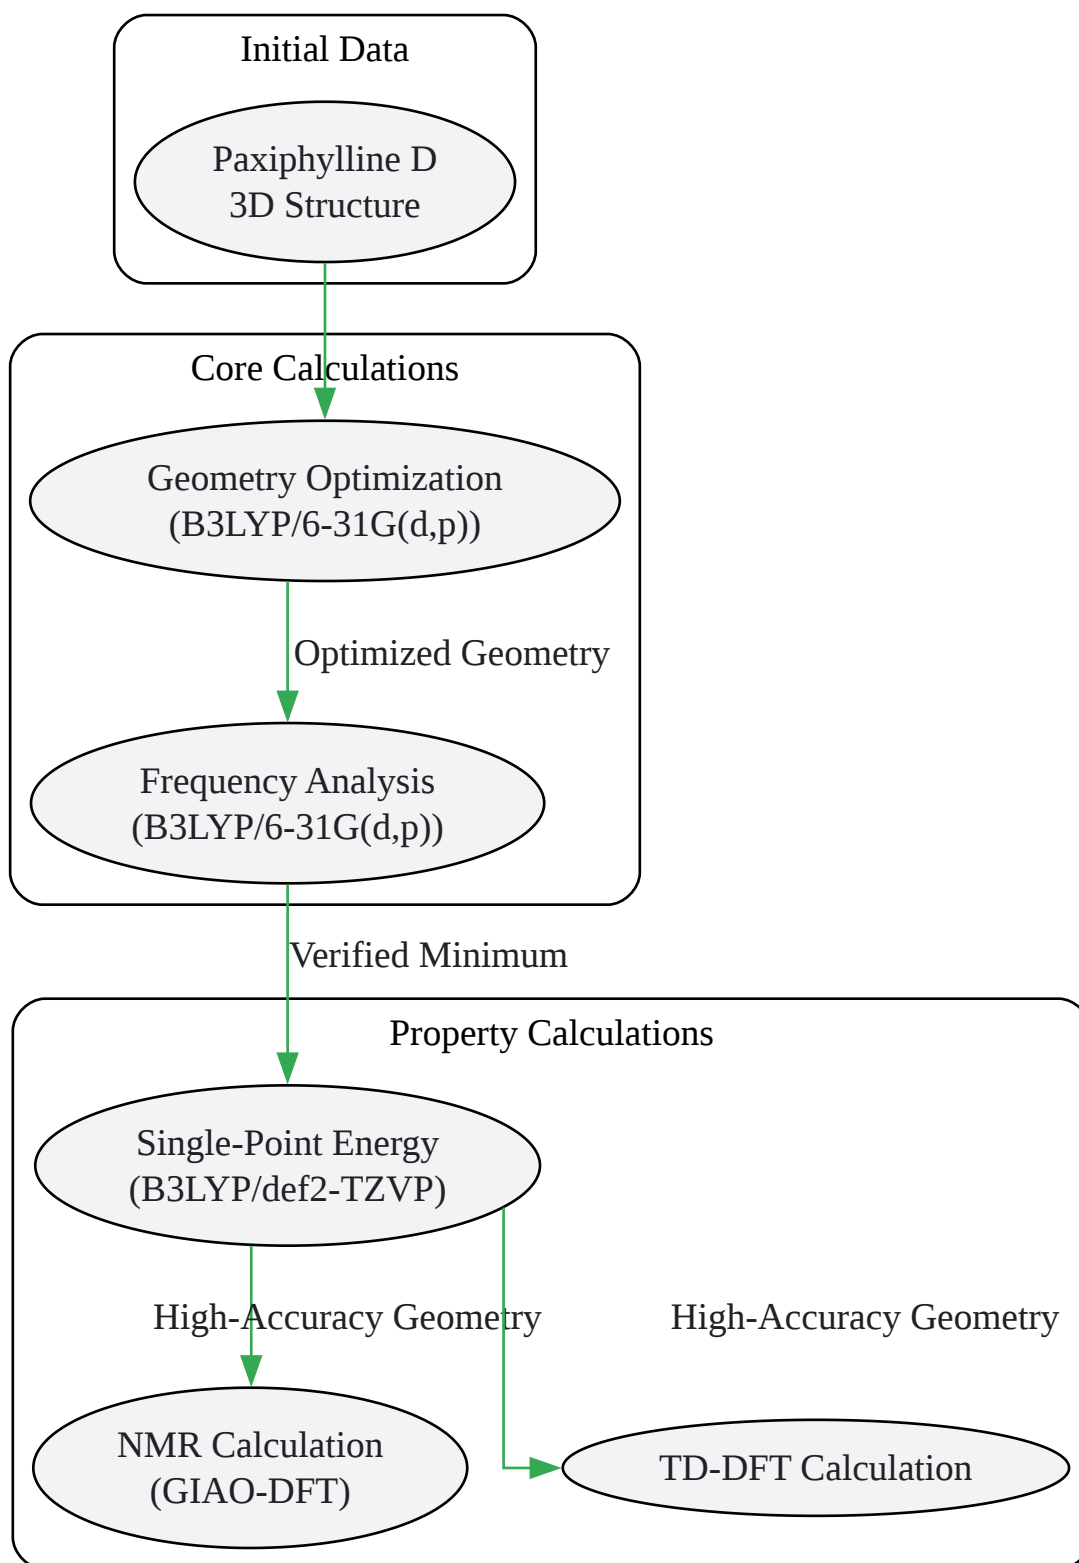 Initial Data
Paxiphylline D
3D Structure
Core Calculations
Geometry Optimization
(B3LYP/6-31G(d,p))
Optimized Geometry
Frequency Analysis
(B3LYP/6-31G(d,p))
Verified Minimum
Property Calculations
Single-Point Energy
(B3LYP/def2-TZVP)
High-Accuracy Geometry
High-Accuracy Geometry
NMR Calculation
(GIAO-DFT)
TD-DFT Calculation